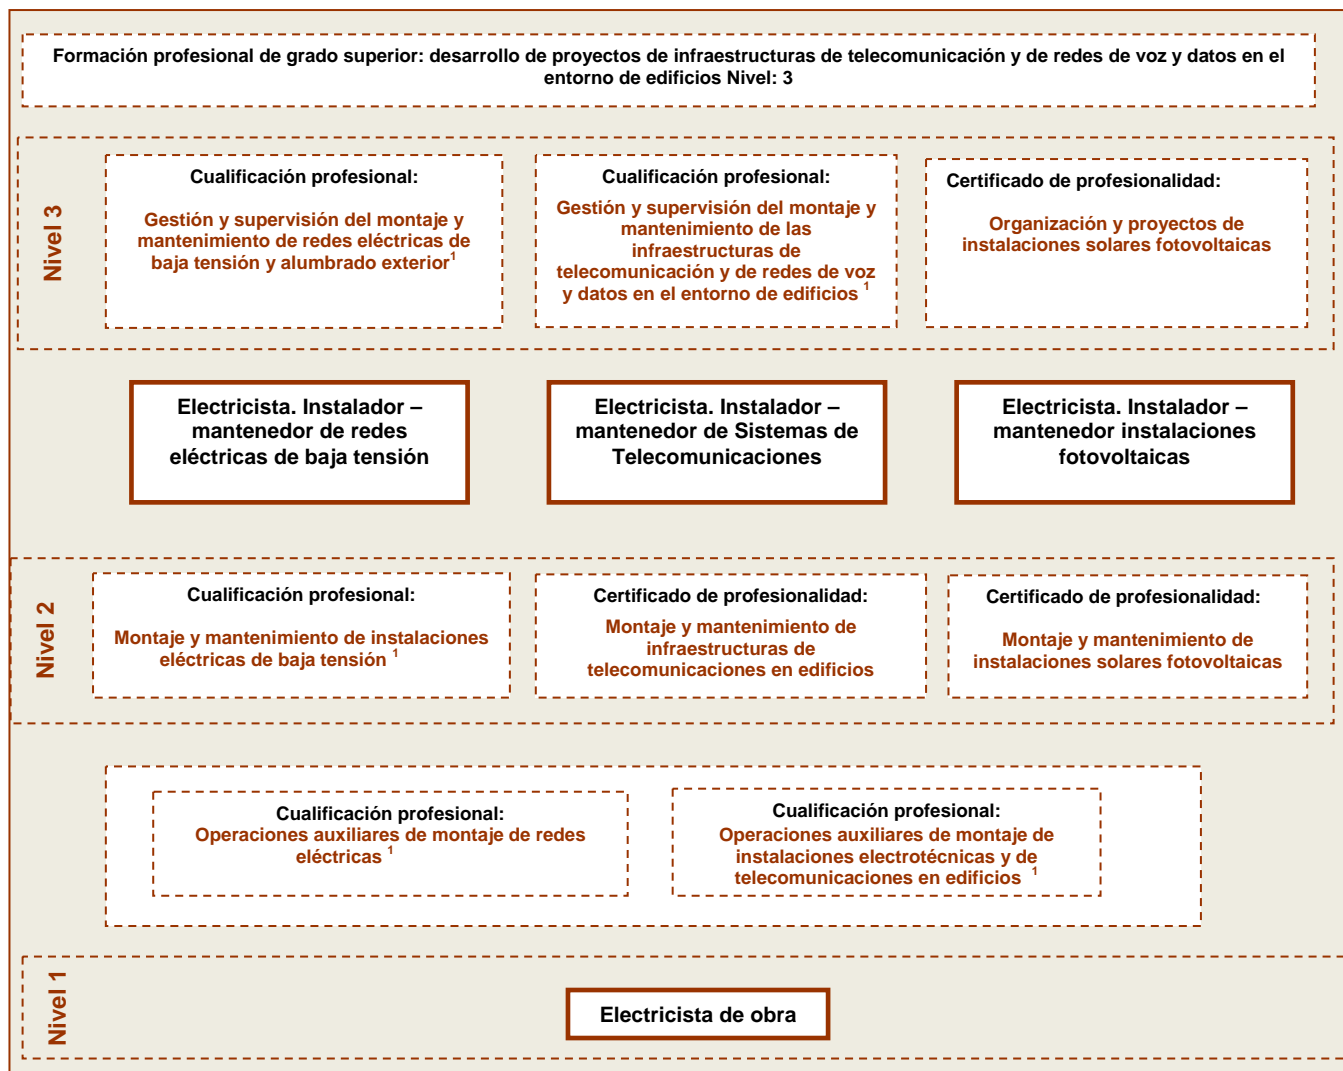 Formación profesional de grado superior: desarrollo de proyectos de infraestructuras de telecomunicación y de redes de voz y datos en el
entorno de edificios Nivel: 3
Nivel 3
Cualificación profesional:
Gestión y supervisión del montaje y
mantenimiento de redes eléctricas de
baja tensión y alumbrado exterior1
Cualificación profesional:
Gestión y supervisión del montaje y
mantenimiento de las
infraestructuras de
telecomunicación y de redes de voz
y datos en el entorno de edificios 1
Certificado de profesionalidad:
Organización y proyectos de
instalaciones solares fotovoltaicas
Electricista. Instalador –
mantenedor de redes
eléctricas de baja tensión
Electricista. Instalador –
mantenedor de Sistemas de
Telecomunicaciones
Electricista. Instalador –
mantenedor instalaciones
fotovoltaicas
Nivel 2
Cualificación profesional:
Montaje y mantenimiento de instalaciones
eléctricas de baja tensión 1
Certificado de profesionalidad:
Montaje y mantenimiento de
infraestructuras de
telecomunicaciones en edificios
Certificado de profesionalidad:
Montaje y mantenimiento de
instalaciones solares fotovoltaicas
Cualificación profesional:
Operaciones auxiliares de montaje de redes
eléctricas 1
Cualificación profesional:
Operaciones auxiliares de montaje de
instalaciones electrotécnicas y de
telecomunicaciones en edificios 1
Nivel 1
Electricista de obra